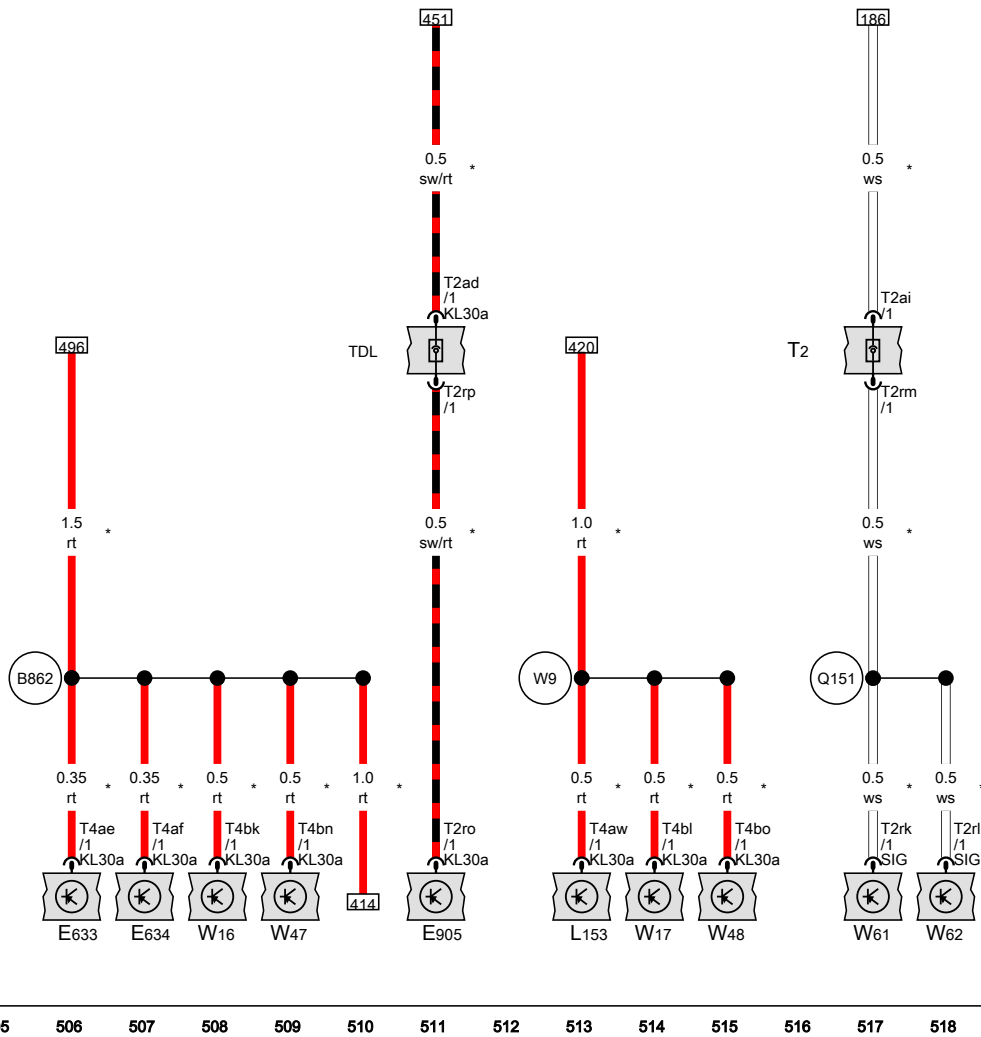 451 186
0.5 * 0.5 *
sw/rt ws
T2ad T2ai
/1 /1
KL30a
496 TDL 420 T2
T2rp T2rm
/1 /1
1.5 * 0.5 * 1.0 * 0.5 *
rt sw/rt rt ws
B862 W9 Q151
0.35 * 0.35 * 0.5 * 0.5 * 1.0 * 0.5 * 0.5 * 0.5 * 0.5 * 0.5 *
rt rt rt rt rt rt rt rt ws ws
T4ae T4af T4bk T4bn T2ro T4aw T4bl T4bo T2rk T2rl
/1 /1 /1 /1 /1 /1 /1 /1 /1 /1
KL30a KL30a KL30a KL30a KL30a KL30a KL30a KL30a SIG SIG
414
E633 E634 W16 W47 E905 L153 W17 W48 W61 W62
5 506 507 508 509 510 511 512 513 514 515 516 517 518